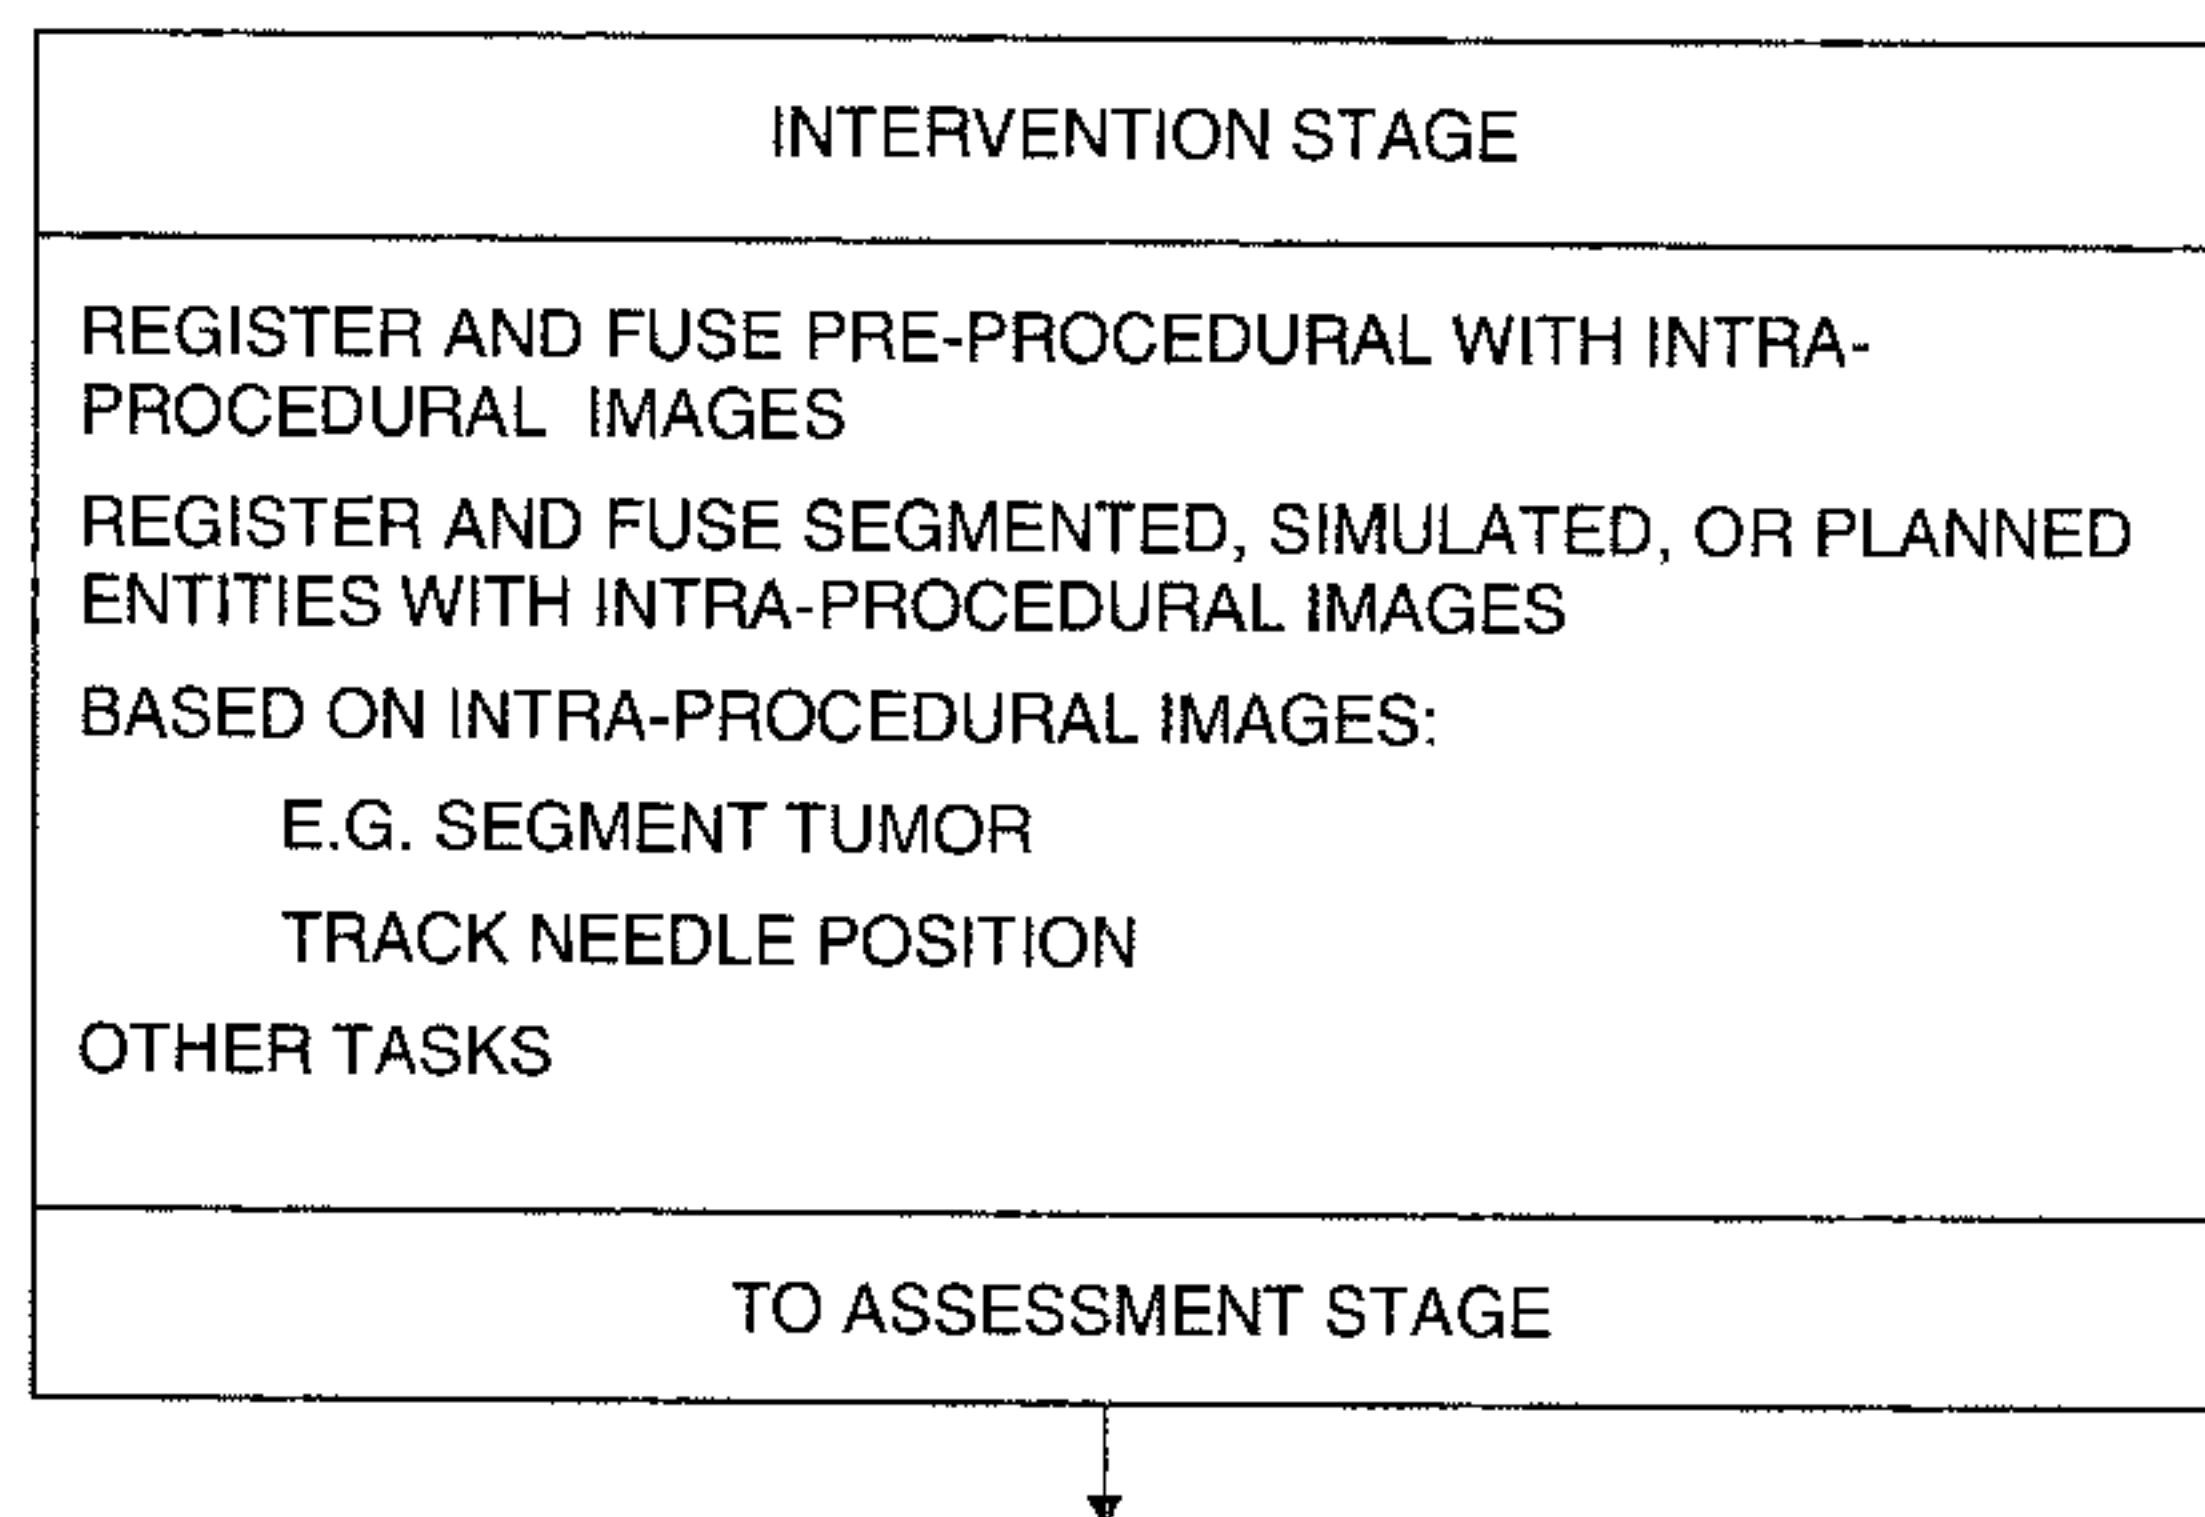 INTERVENTION STAGE
REGISTER AND FUSE PRE-PROCEDURAL WITH INTRA-
PROCEDURAL IMAGES
REGISTER AND FUSE SEGMENTED, SIMULATED, OR PLANNED
ENTITIES WITH INTRA-PROCEDURAL IMAGES
BASED ON INTRA-PROCEDURAL IMAGES:
E.G. SEGMENT TUMOR
TRACK NEEDLE POSITION
OTHER TASKS
TO ASSESSMENT STAGE